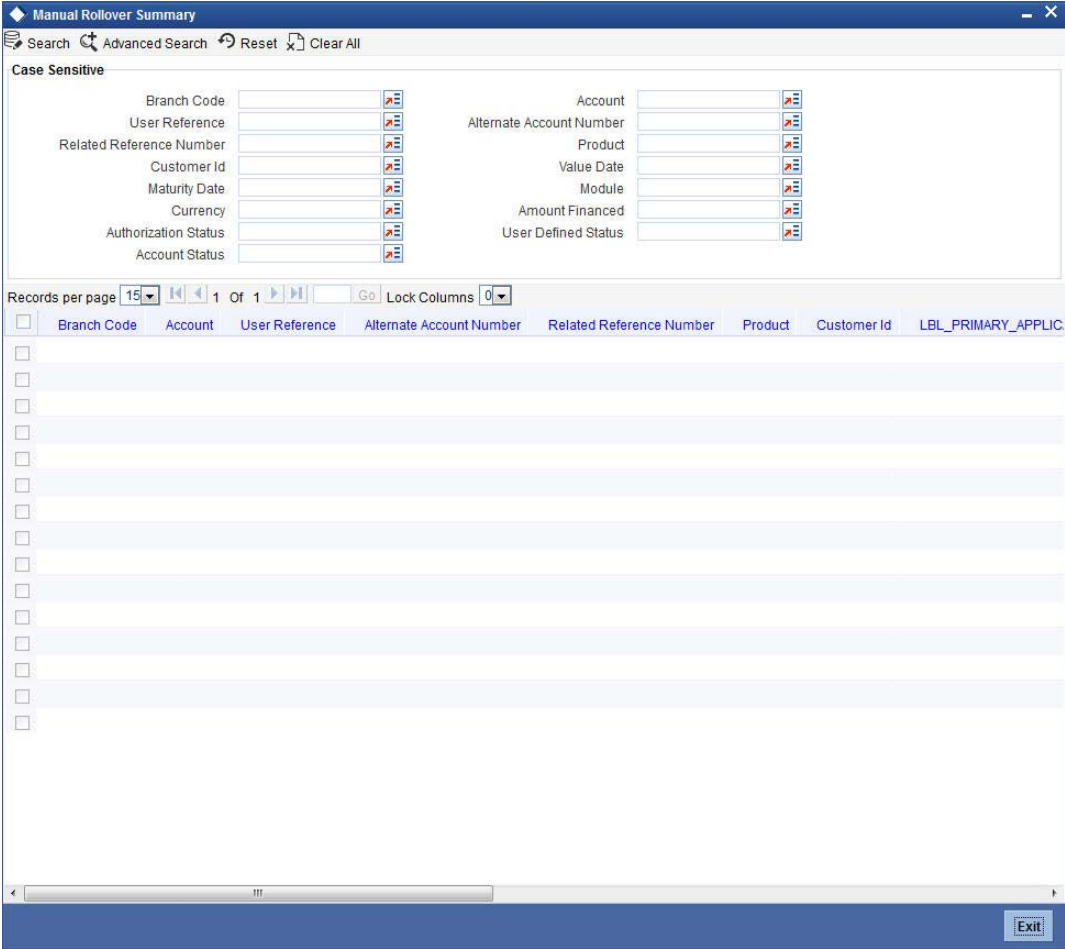 Manual Rollover Summary
Search Advanced Search Reset Clear All
Case Sensitive
Branch Code Account
User Reference Alternate Account Number
Related Reference Number Product
Customer Id Value Date
Maturity Date Module
Currency Amount Financed
Authorization Status User Defined Status
Account Status
Records per page 15 1 Of 1 Go Lock Columns 0
Branch Code Account User Reference Alternate Account Number Related Reference Number Product Customer Id LBL_PRIMARY_APPLIC
Exit